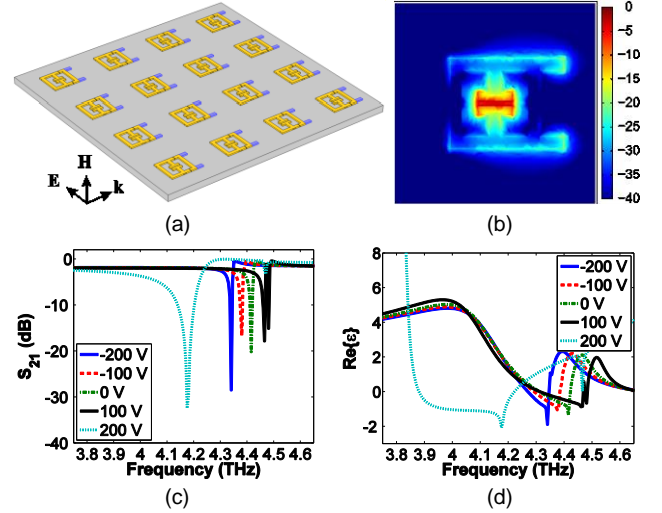 H
E
k
(a)
0
-5
-10
-15
-20
-25
-30
-35
-40
(b)
0
-10
-20
-30
-40
S21 (dB)
-200 V
-100 V
0 V
100 V
200 V
3.8 3.9 4 4.1 4.2 4.3 4.4 4.5 4.6
Frequency (THz)
(c)
8
6
4
2
0
-2
Re{ε}
-200 V
-100 V
0 V
100 V
200 V
3.8 3.9 4 4.1 4.2 4.3 4.4 4.5 4.6
Frequency (THz)
(d)